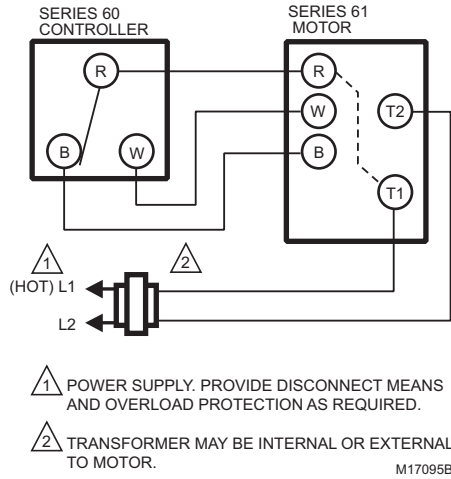 SERIES 60
CONTROLLER
SERIES 61
MOTOR
R
R
W
T2
B
W
B
T1
1
2
(HOT) L1
L2
1 POWER SUPPLY. PROVIDE DISCONNECT MEANS
AND OVERLOAD PROTECTION AS REQUIRED.
2 TRANSFORMER MAY BE INTERNAL OR EXTERNAL
TO MOTOR.
M17095B